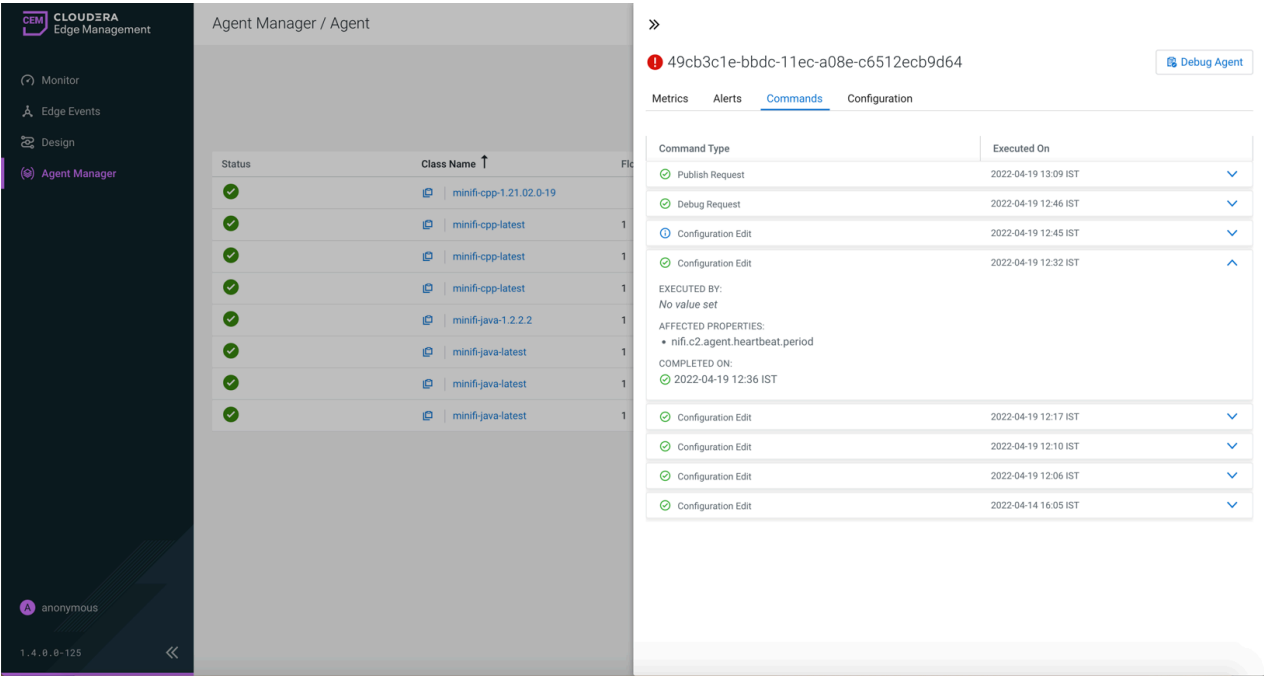 CEM
CLOUDERA
Edge Management
Monitor
Edge Events
Design
Agent Manager
A anonymous
1.4.0.0-125
Agent Manager / Agent
Status Class Name Flo
minifi-cpp-1.21.02.0-19
minifi-cpp-latest 1
minifi-cpp-latest 1
minifi-cpp-latest 1
minifi-java-1.2.2.2 1
minifi-java-latest 1
minifi-java-latest 1
minifi-java-latest 1
49cb3c1e-bbdc-11ec-a08e-c6512ecb9d64
Debug Agent
Metrics Alerts Commands Configuration
Command Type Executed On
Publish Request 2022-04-19 13:09 IST
Debug Request 2022-04-19 12:46 IST
Configuration Edit 2022-04-19 12:45 IST
Configuration Edit 2022-04-19 12:32 IST
EXECUTED BY:
No value set
AFFECTED PROPERTIES:
• nifi.c2.agent.heartbeat.period
COMPLETED ON:
2022-04-19 12:36 IST
Configuration Edit 2022-04-19 12:17 IST
Configuration Edit 2022-04-19 12:10 IST
Configuration Edit 2022-04-19 12:06 IST
Configuration Edit 2022-04-14 16:05 IST